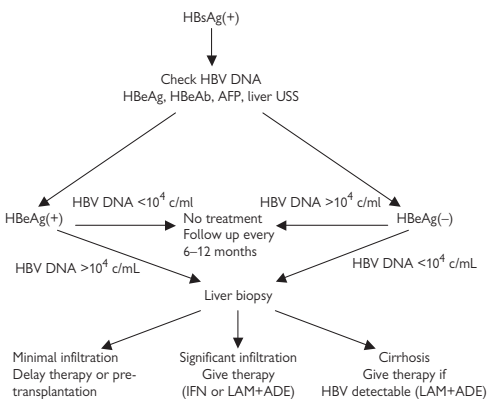 HBsAg(+)
Check HBV DNA
HBeAg, HBeAb, AFP, liver USS
HBV DNA <10⁴ c/ml
HBV DNA >10⁴ c/ml
HBeAg(+)
No treatment
Follow up every
6–12 months
HBeAg(–)
HBV DNA >10⁴ c/mL
HBV DNA <10⁴ c/mL
Liver biopsy
Minimal infiltration
Delay therapy or pre-
transplantation
Significant infiltration
Give therapy
(IFN or LAM+ADE)
Cirrhosis
Give therapy if
HBV detectable (LAM+ADE)